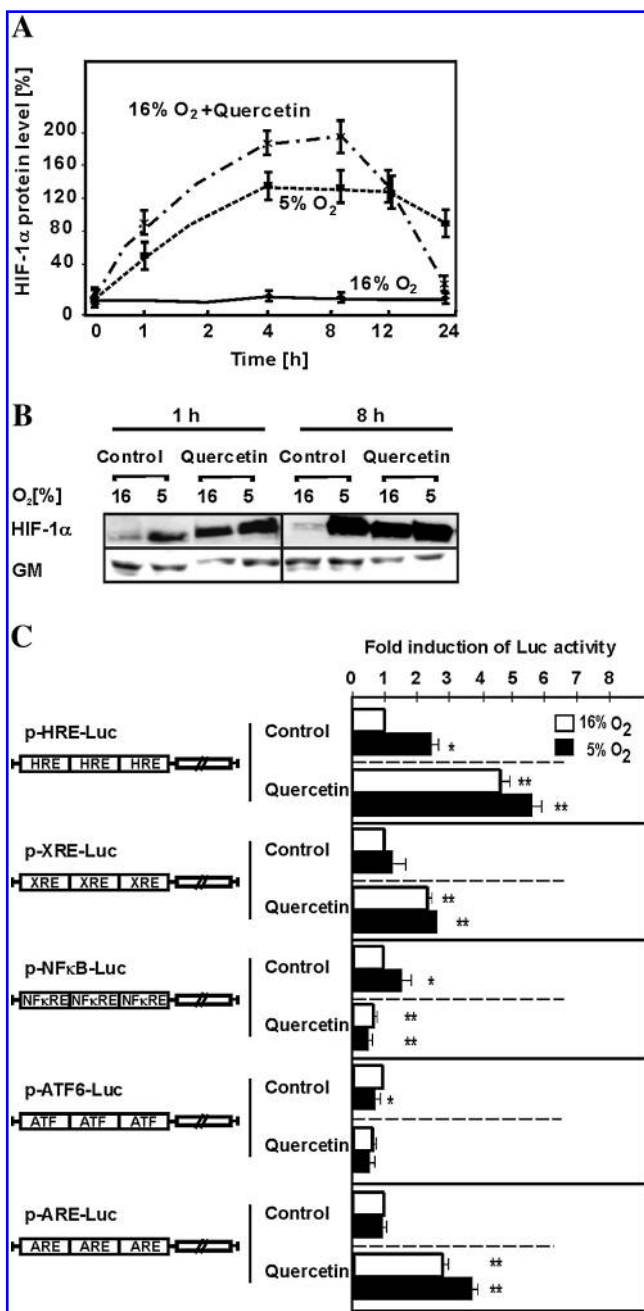 A
HIF-1α protein level [%]
200
160
120
80
40
0
16% O2 +Quercetin
5% O2
16% O2
0 1 2 4 8 12 24
Time [h]
B
1 h 8 h
Control Quercetin Control Quercetin
O2[%] 16 5 16 5 16 5 16 5
HIF-1α
GM
C
Fold induction of Luc activity
0 1 2 3 4 5 6 7 8
16% O2
5% O2
p-HRE-Luc
HRE HRE HRE
Control
*
Quercetin
**
**
p-XRE-Luc
XRE XRE XRE
Control
Quercetin
**
**
p-NFκB-Luc
NFκRE NFκRE NFκRE
Control
*
Quercetin
**
**
p-ATF6-Luc
ATF ATF ATF
Control
*
Quercetin
p-ARE-Luc
ARE ARE ARE
Control
Quercetin
**
**